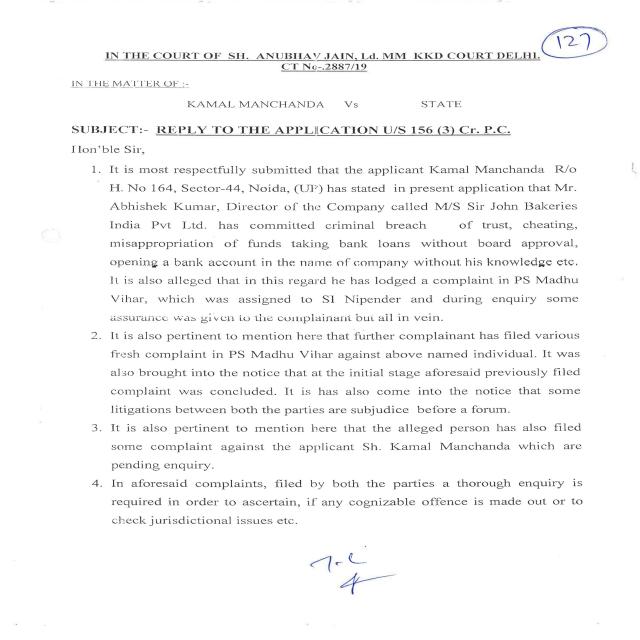 127
IN THE COURT OF SH. ANUBHAV JAIN, Ld. MM KKD COURT DELHI.
CT No-.2887/19
IN THE MATTER OF :-
KAMAL MANCHANDA Vs STATE
SUBJECT:- REPLY TO THE APPLICATION U/S 156 (3) Cr. P.C.
Hon'ble Sir,
1. It is most respectfully submitted that the applicant Kamal Manchanda R/o
H. No 164, Sector-44, Noida, (UP) has stated in present application that Mr.
Abhishek Kumar, Director of the Company called M/S Sir John Bakeries
India Pvt Ltd. has committed criminal breach of trust, cheating,
misappropriation of funds taking bank loans without board approval,
opening a bank account in the name of company without his knowledge etc.
It is also alleged that in this regard he has lodged a complaint in PS Madhu
Vihar, which was assigned to SI Nipender and during enquiry some
assurance was given to the complainant but all in vein.
2. It is also pertinent to mention here that further complainant has filed various
fresh complaint in PS Madhu Vihar against above named individual. It was
also brought into the notice that at the initial stage aforesaid previously filed
complaint was concluded. It is has also come into the notice that some
litigations between both the parties are subjudice before a forum.
3. It is also pertinent to mention here that the alleged person has also filed
some complaint against the applicant Sh. Kamal Manchanda which are
pending enquiry.
4. In aforesaid complaints, filed by both the parties a thorough enquiry is
required in order to ascertain, if any cognizable offence is made out or to
check jurisdictional issues etc.